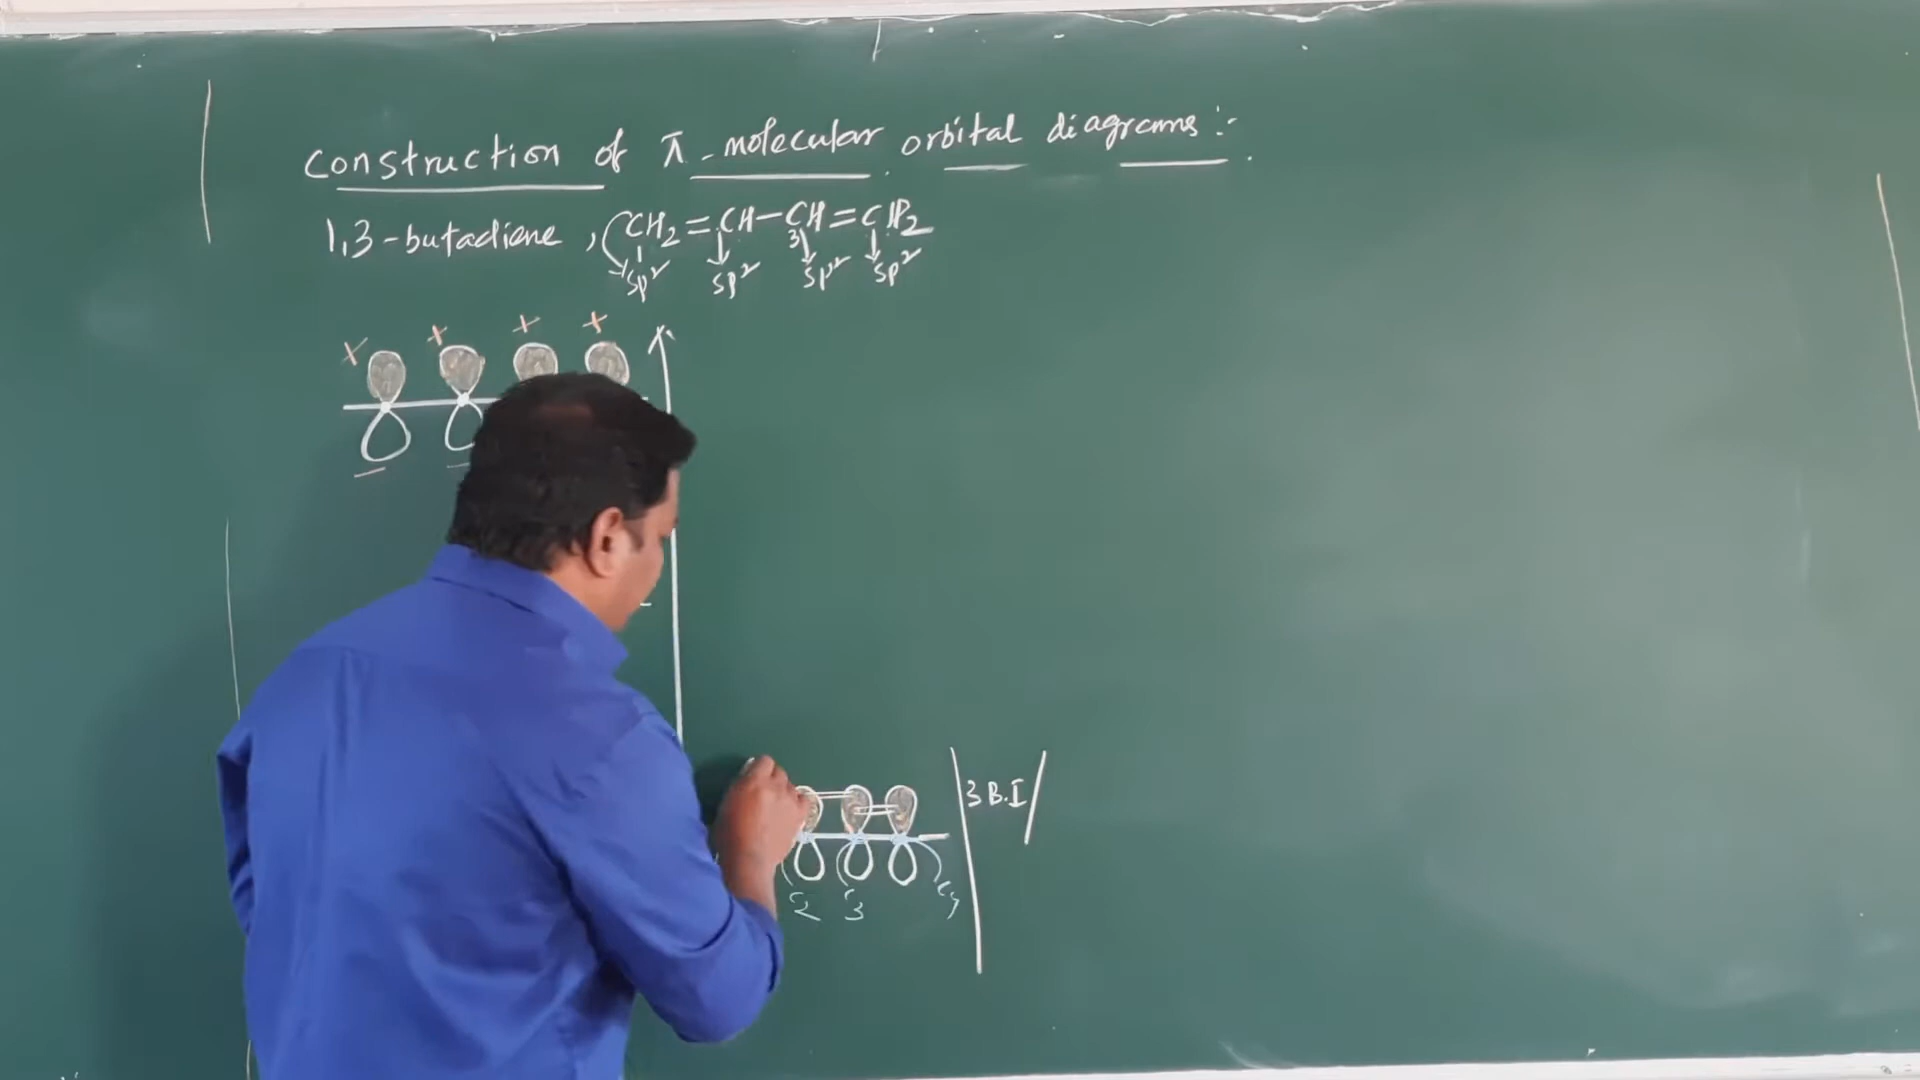 Construction of π-molecular orbital diagrams :-
1,3-butadiene, CH₂=CH-CH=CH₂
3
sp² sp² sp² sp²
+ + + +
- -
3 B.I
2 3